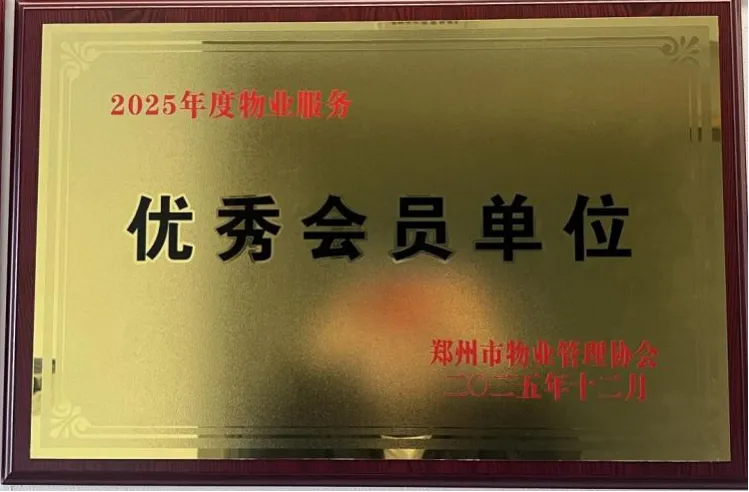 2025年度物业服务
优秀会员单位
郑州市物业管理协会
二〇二五年十二月